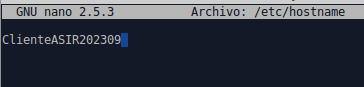 GNU nano 2.5.3 Archivo: /etc/hostname
ClienteASIR202309